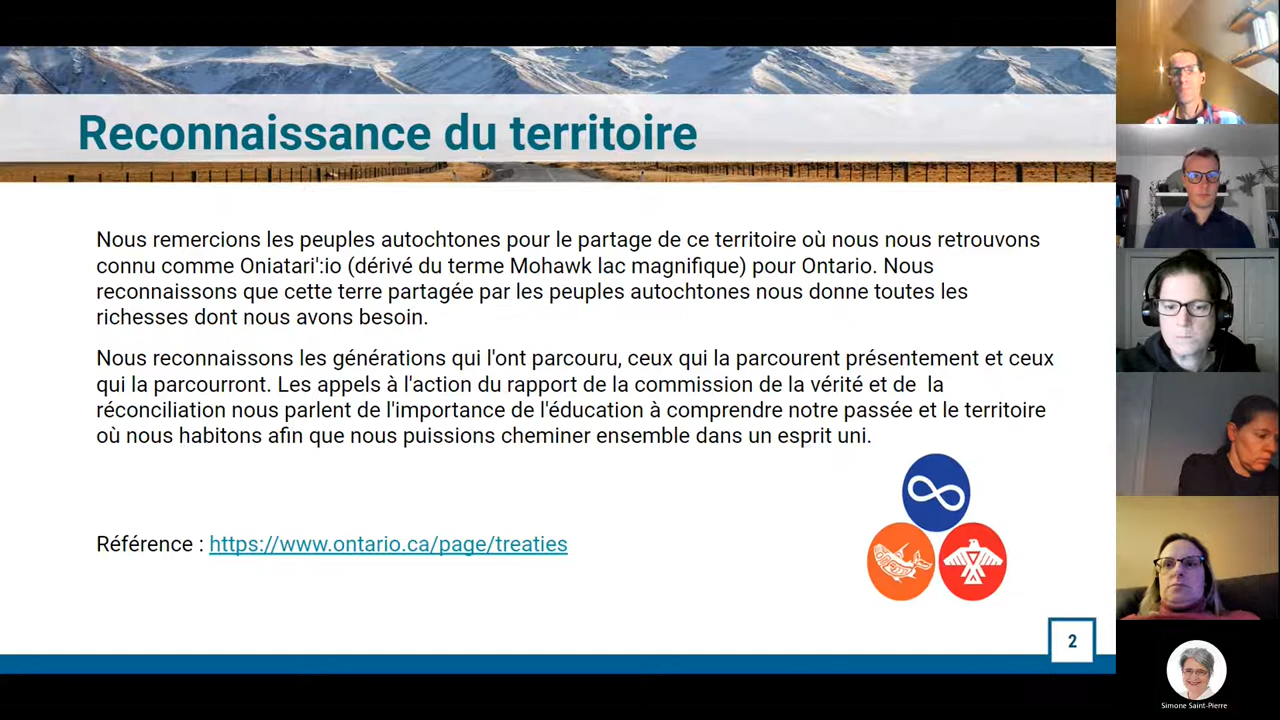 Reconnaissance du territoire
Nous remercions les peuples autochtones pour le partage de ce territoire où nous nous retrouvons
connu comme Oniatari':io (dérivé du terme Mohawk lac magnifique) pour Ontario. Nous
reconnaissons que cette terre partagée par les peuples autochtones nous donne toutes les
richesses dont nous avons besoin.
Nous reconnaissons les générations qui l'ont parcouru, ceux qui la parcourent présentement et ceux
qui la parcourront. Les appels à l'action du rapport de la commission de la vérité et de  la
réconciliation nous parlent de l'importance de l'éducation à comprendre notre passée et le territoire
où nous habitons afin que nous puissions cheminer ensemble dans un esprit uni.
Référence : https://www.ontario.ca/page/treaties
2
Simone Saint-Pierre